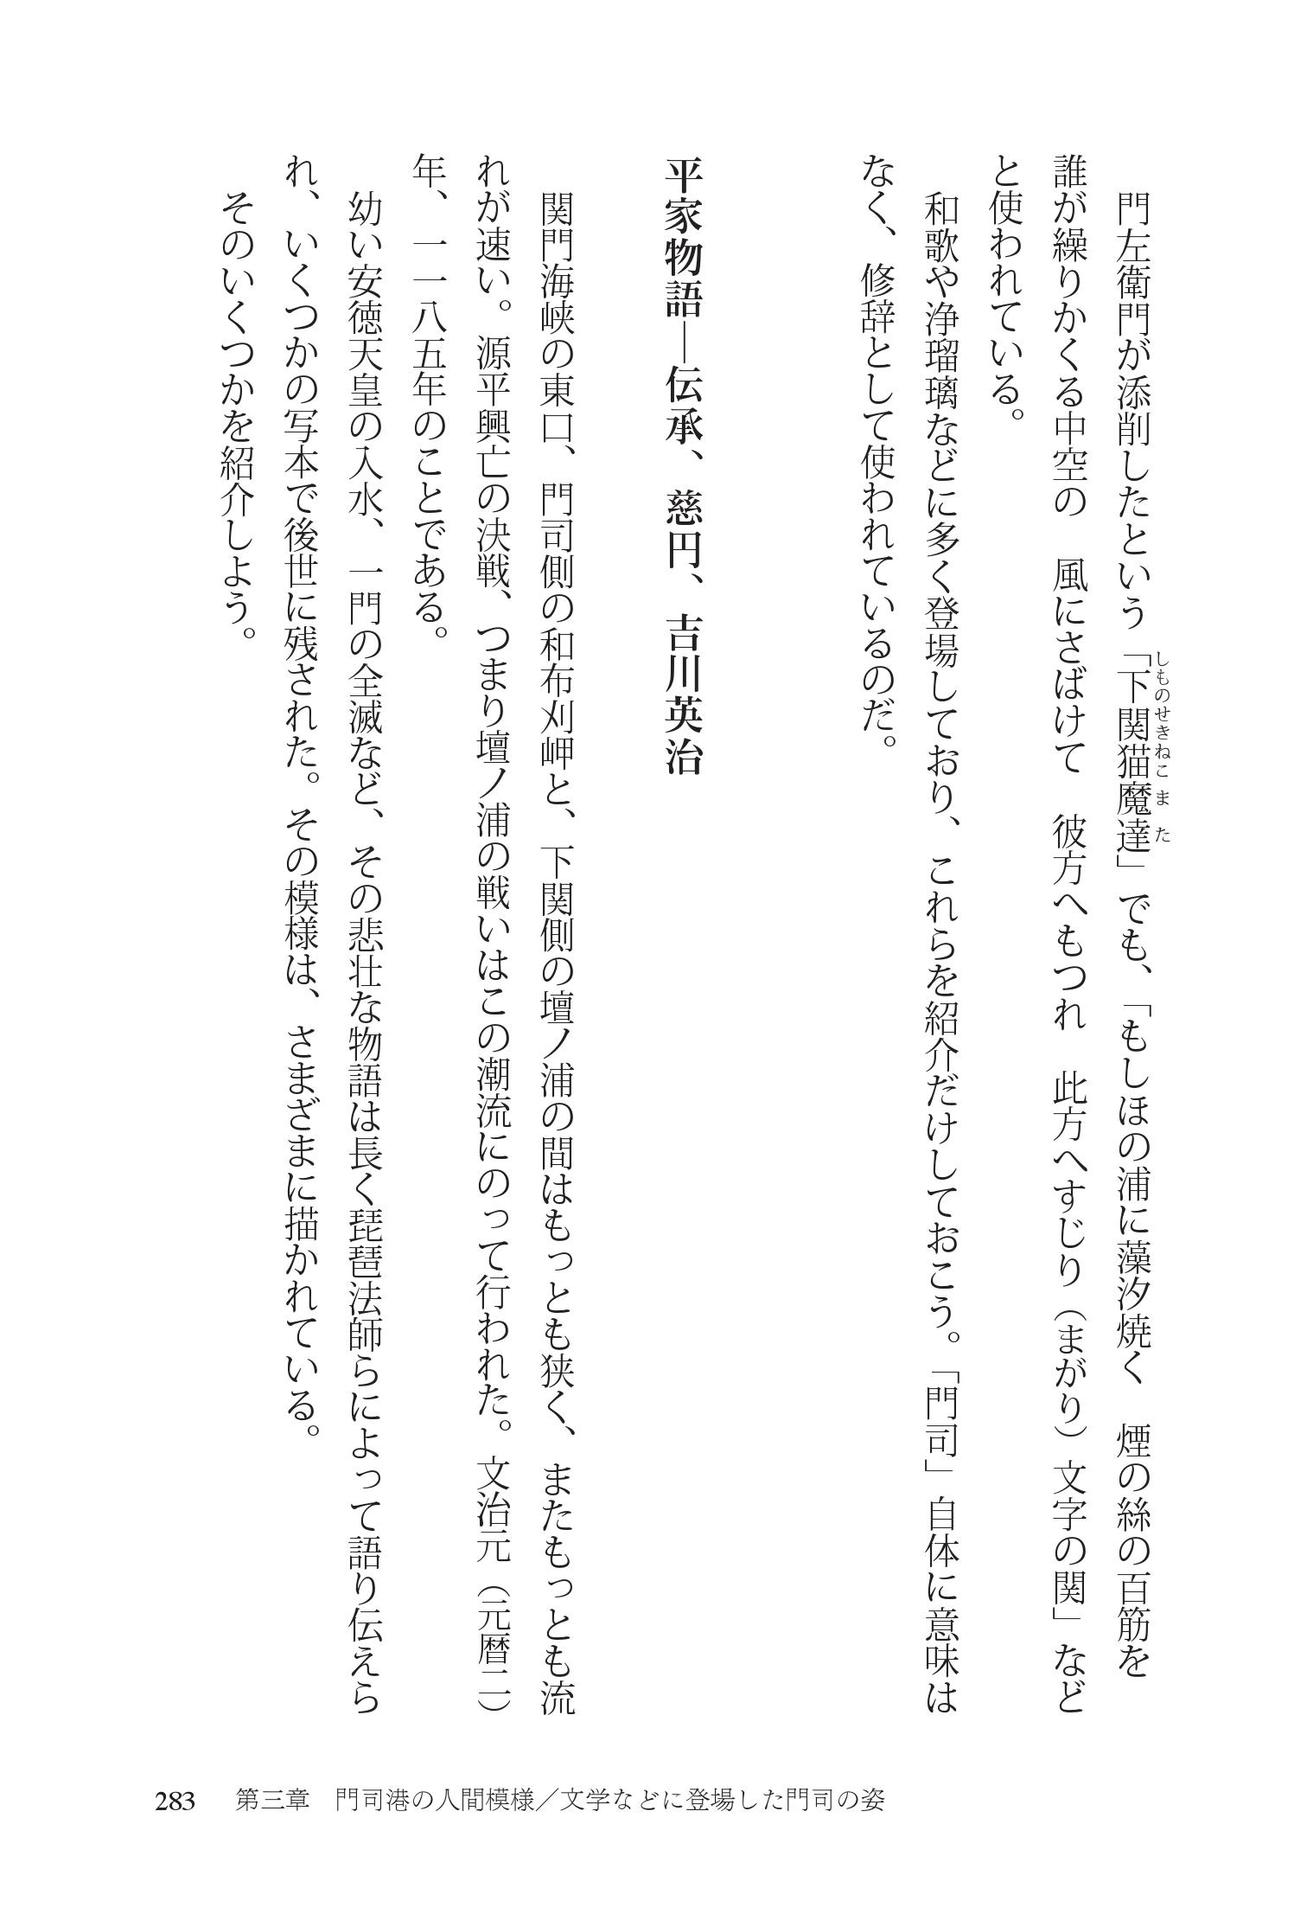 門左衛門が添削したという「下関猫魔達」でも、「もしほの浦に藻汐焼く　煙の絲の百筋を
しものせきねこまた
誰が繰りかくる中空の　風にさばけて　彼方へもつれ　此方へすじり（まがり）文字の関」など
と使われている。
和歌や浄瑠璃などに多く登場しており、これらを紹介だけしておこう。「門司」自体に意味は
なく、修辞として使われているのだ。
平家物語―伝承、慈円、吉川英治
関門海峡の東口、門司側の和布刈岬と、下関側の壇ノ浦の間はもっとも狭く、またもっとも流
れが速い。源平興亡の決戦、つまり壇ノ浦の戦いはこの潮流にのって行われた。文治元（元暦二）
年、一一八五年のことである。
幼い安徳天皇の入水、一門の全滅など、その悲壮な物語は長く琵琶法師らによって語り伝えら
れ、いくつかの写本で後世に残された。その模様は、さまざまに描かれている。
そのいくつかを紹介しよう。
283　第三章　門司港の人間模様／文学などに登場した門司の姿